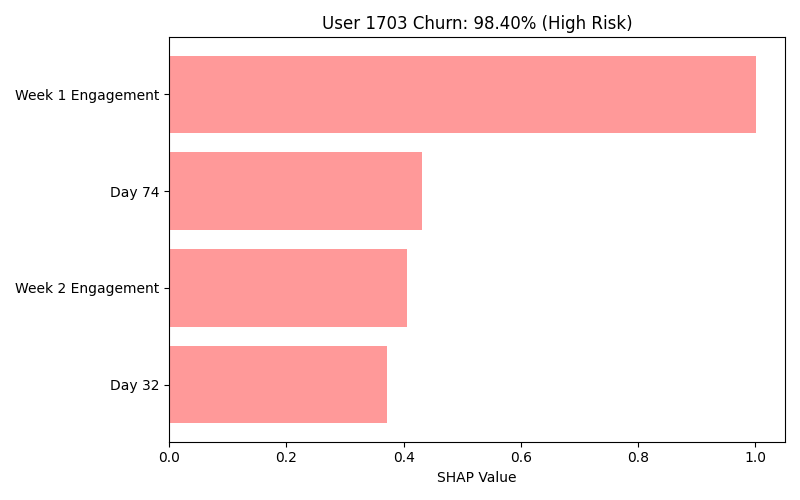 User 1703 Churn: 98.40% (High Risk)
Week 1 Engagement
Day 74
Week 2 Engagement
Day 32
0.0 0.2 0.4 0.6 0.8 1.0
SHAP Value